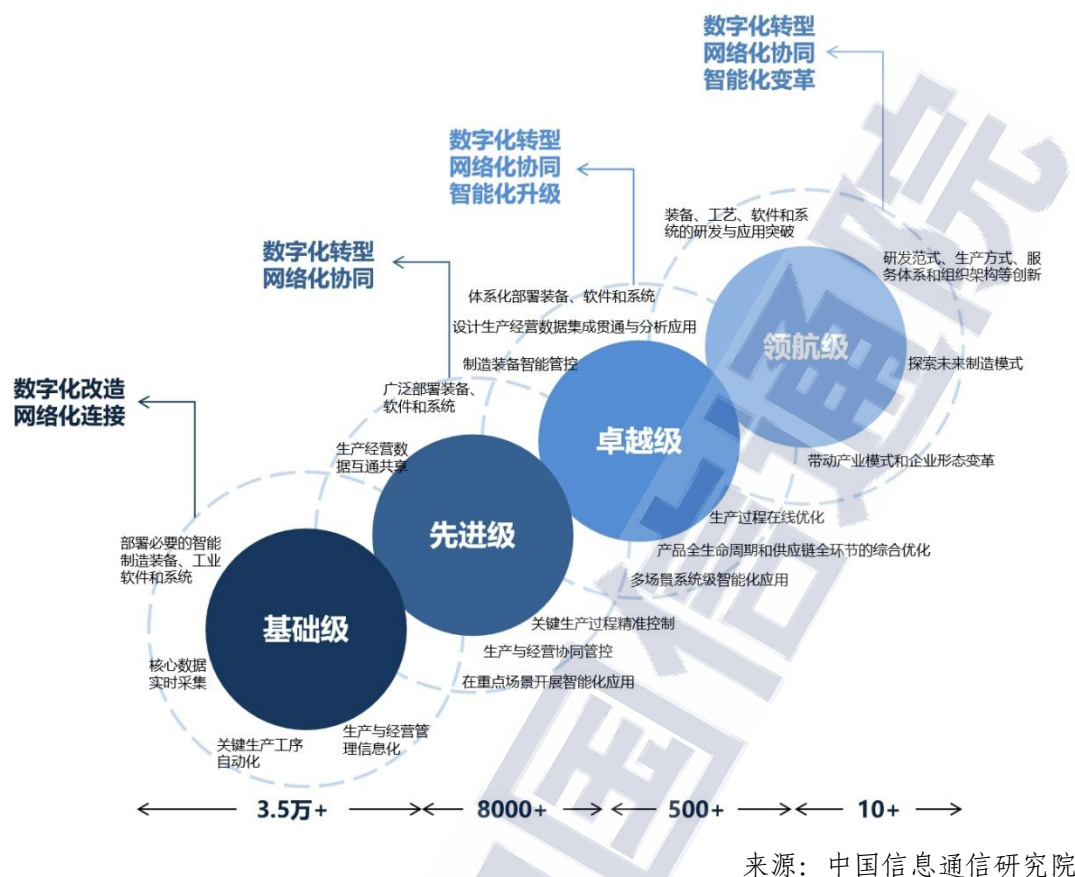 数字化转型
网络化协同
智能化变革
数字化转型
网络化协同
智能化升级
装备、工艺、软件和系
统的研发与应用突破
数字化转型
网络化协同
研发范式、生产方式、服
务体系和组织架构等创新
体系化部署装备、软件和系统
设计生产经营数据集成贯通与分析应用
领航级
制造装备智能管控
探索未来制造模式
数字化改造
网络化连接
广泛部署装备、
软件和系统
卓越级
生产经营数
据互通共享
带动产业模式和企业形态变革
生产过程在线优化
先进级
部署必要的智能
制造装备、工业
软件和系统
产品全生命周期和供应链全环节的综合优化
多场景系统级智能化应用
基础级
关键生产过程精准控制
生产与经营协同管控
核心数据
实时采集
在重点场景开展智能化应用
生产与经营管
理信息化
关键生产工序
自动化
3.5万+
8000+
500+
10+
来源：中国信息通信研究院
中国信通院